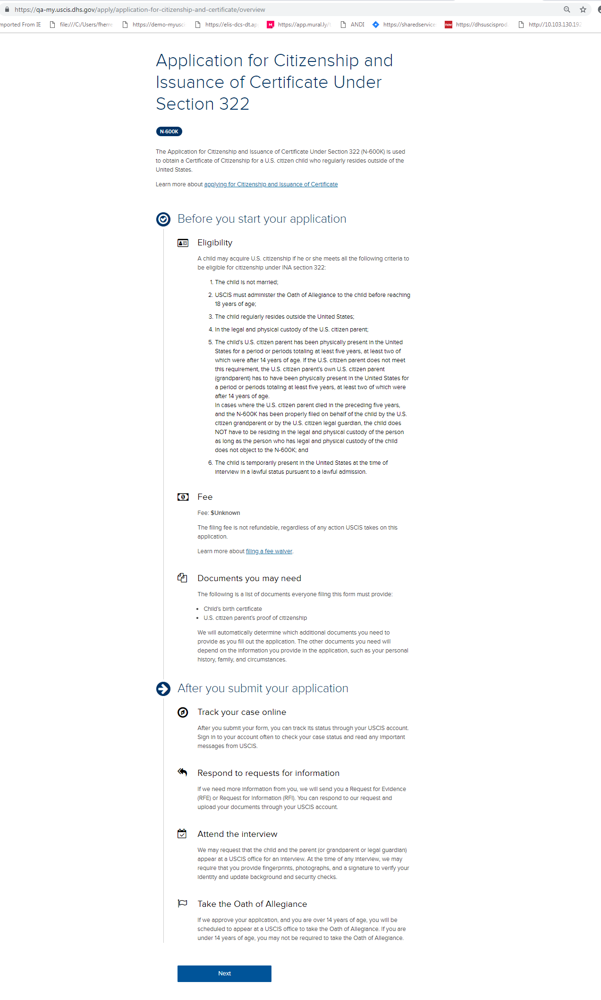 https://qa-my.uscis.dhs.gov/apply/application-for-citizenship-and-certificate/overview
mported From IE file:///C:/Users/fherre https://demo-myusci https://elis-dcs-dt.ap https://app.mural.ly/t ANDI https://sharedservice https://dhsuscisprod. http://10.103.130.192
Application for Citizenship and
Issuance of Certificate Under
Section 322
N-600K
The Application for Citizenship and Issuance of Certificate Under Section 322 (N-600K) is used
to obtain a Certificate of Citizenship for a U.S. citizen child who regularly resides outside of the
United States.
Learn more about applying for Citizenship and Issuance of Certificate
Before you start your application
Eligibility
A child may acquire U.S. citizenship if he or she meets all the following criteria to
be eligible for citizenship under INA section 322:
1. The child is not married;
2. USCIS must administer the Oath of Allegiance to the child before reaching
18 years of age;
3. The child regularly resides outside the United States;
4. In the legal and physical custody of the U.S. citizen parent;
5. The child's U.S. citizen parent has been physically present in the United
States for a period or periods totaling at least five years, at least two of
which were after 14 years of age. If the U.S. citizen parent does not meet
this requirement, the U.S. citizen parent's own U.S. citizen parent
(grandparent) has to have been physically present in the United States for
a period or periods totaling at least five years, at least two of which were
after 14 years of age.
In cases where the U.S. citizen parent died in the preceding five years,
and the N-600K has been properly filed on behalf of the child by the U.S.
citizen grandparent or by the U.S. citizen legal guardian, the child does
NOT have to be residing in the legal and physical custody of the person
as long as the person who has legal and physical custody of the child
does not object to the N-600K; and
6. The child is temporarily present in the United States at the time of
interview in a lawful status pursuant to a lawful admission.
Fee
Fee: $Unknown
The filing fee is not refundable, regardless of any action USCIS takes on this
application.
Learn more about filing a fee waiver.
Documents you may need
The following is a list of documents everyone filing this form must provide:
• Child's birth certificate
• U.S. citizen parent's proof of citizenship
We will automatically determine which additional documents you need to
provide as you fill out the application. The other documents you need will
depend on the information you provide in the application, such as your personal
history, family, and circumstances.
After you submit your application
Track your case online
After you submit your form, you can track its status through your USCIS account.
Sign in to your account often to check your case status and read any important
messages from USCIS.
Respond to requests for information
If we need more information from you, we will send you a Request for Evidence
(RFE) or Request for Information (RFI). You can respond to our request and
upload your documents through your USCIS account.
Attend the interview
We may request that the child and the parent (or grandparent or legal guardian)
appear at a USCIS office for an interview. At the time of any interview, we may
require that you provide fingerprints, photographs, and a signature to verify your
identity and update background and security checks.
Take the Oath of Allegiance
If we approve your application, and you are over 14 years of age, you will be
scheduled to appear at a USCIS office to take the Oath of Allegiance. If you are
under 14 years of age, you may not be required to take the Oath of Allegiance.
Next